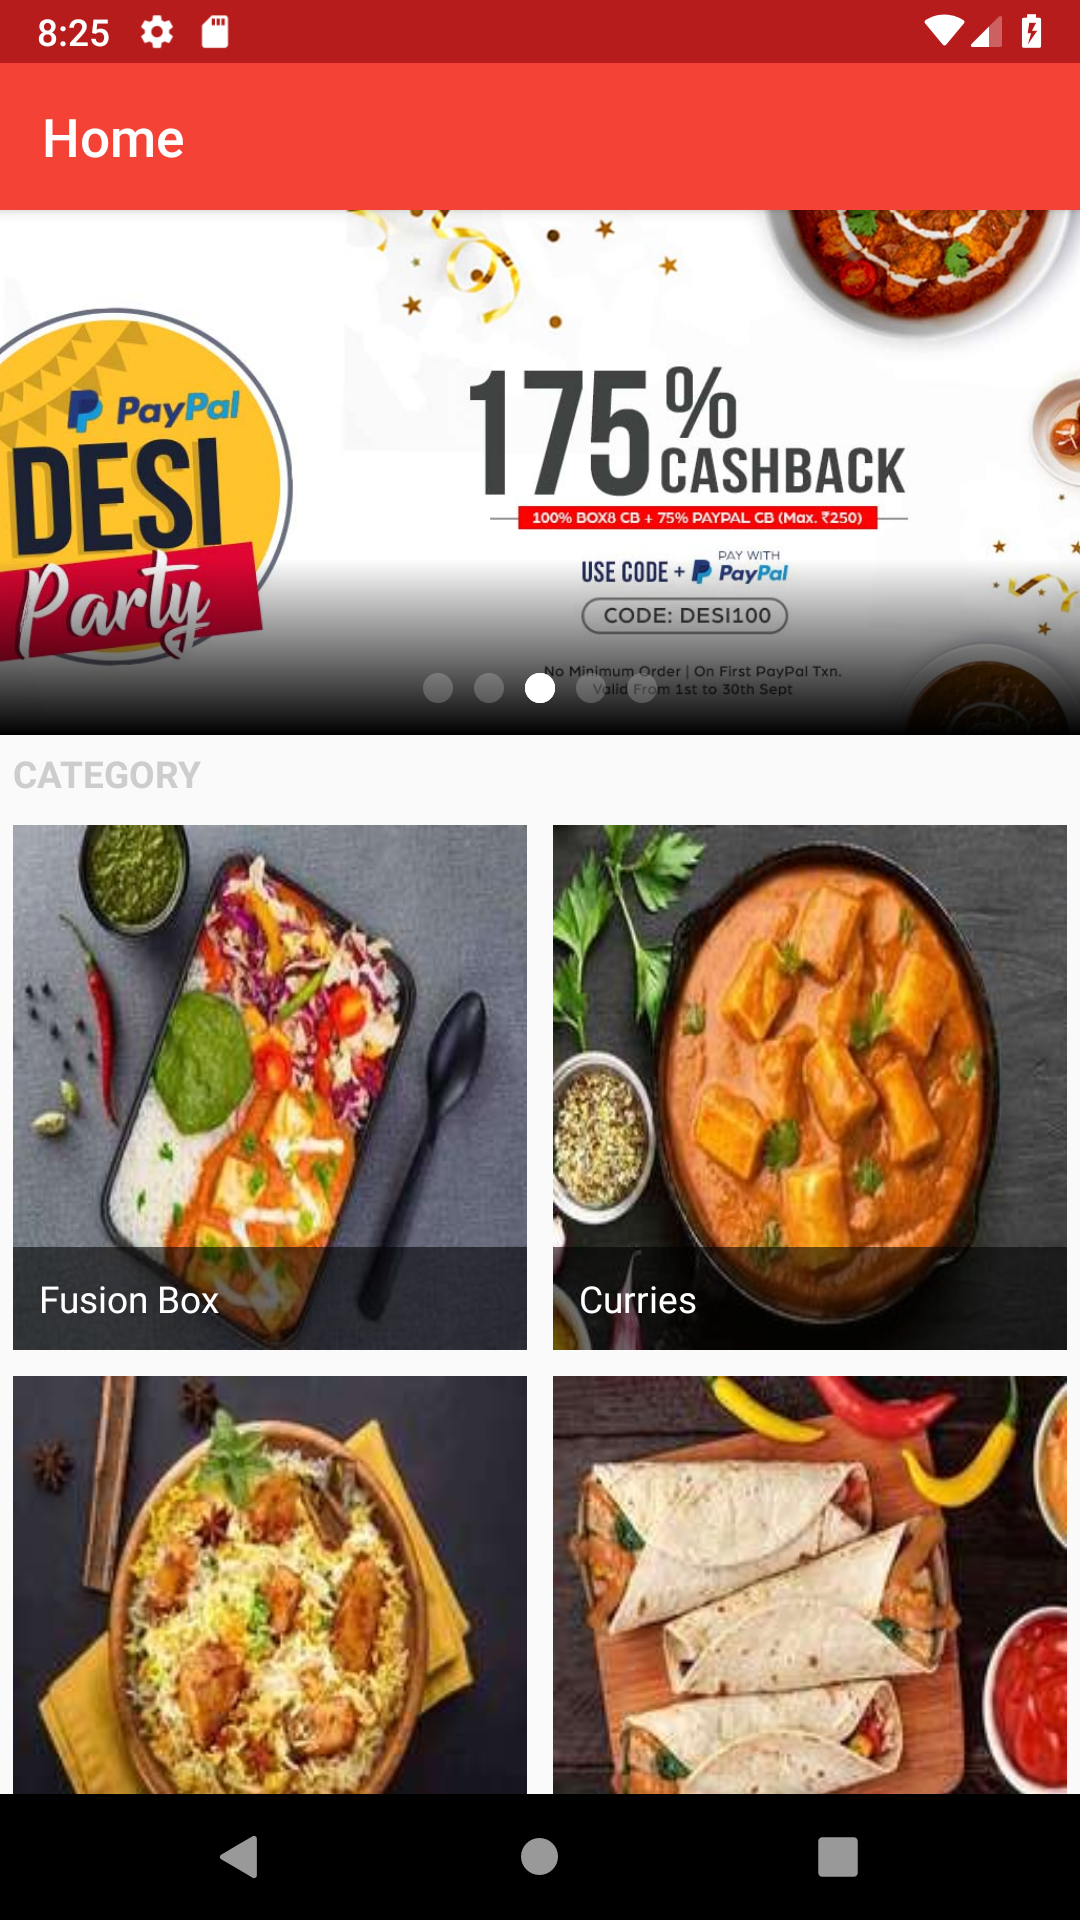 8:25
Home
PayPal
DESI
Party
175%
CASHBACK
100% BOX8 CB + 75% PAYPAL CB (Max. ₹250)
USE CODE + PAY WITH PayPal
CODE: DESI100
No Minimum Order | On First PayPal Txn.
Valid From 1st to 30th Sept
CATEGORY
Fusion Box
Curries